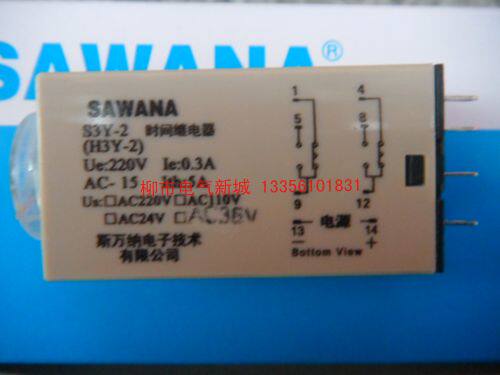 SAWANA®
SAWANA
S3Y-2 时间继电器
(H3Y-2)
Ue:220V Ie:0.3A
AC-15 Ith:5A
Us:□AC220V□AC110V
□AC24V □AC36V
斯万纳电子技术
有限公司
1 4
5 8
9 12
电源
13 14
- +
Bottom View
柳市电气新城 13356101831